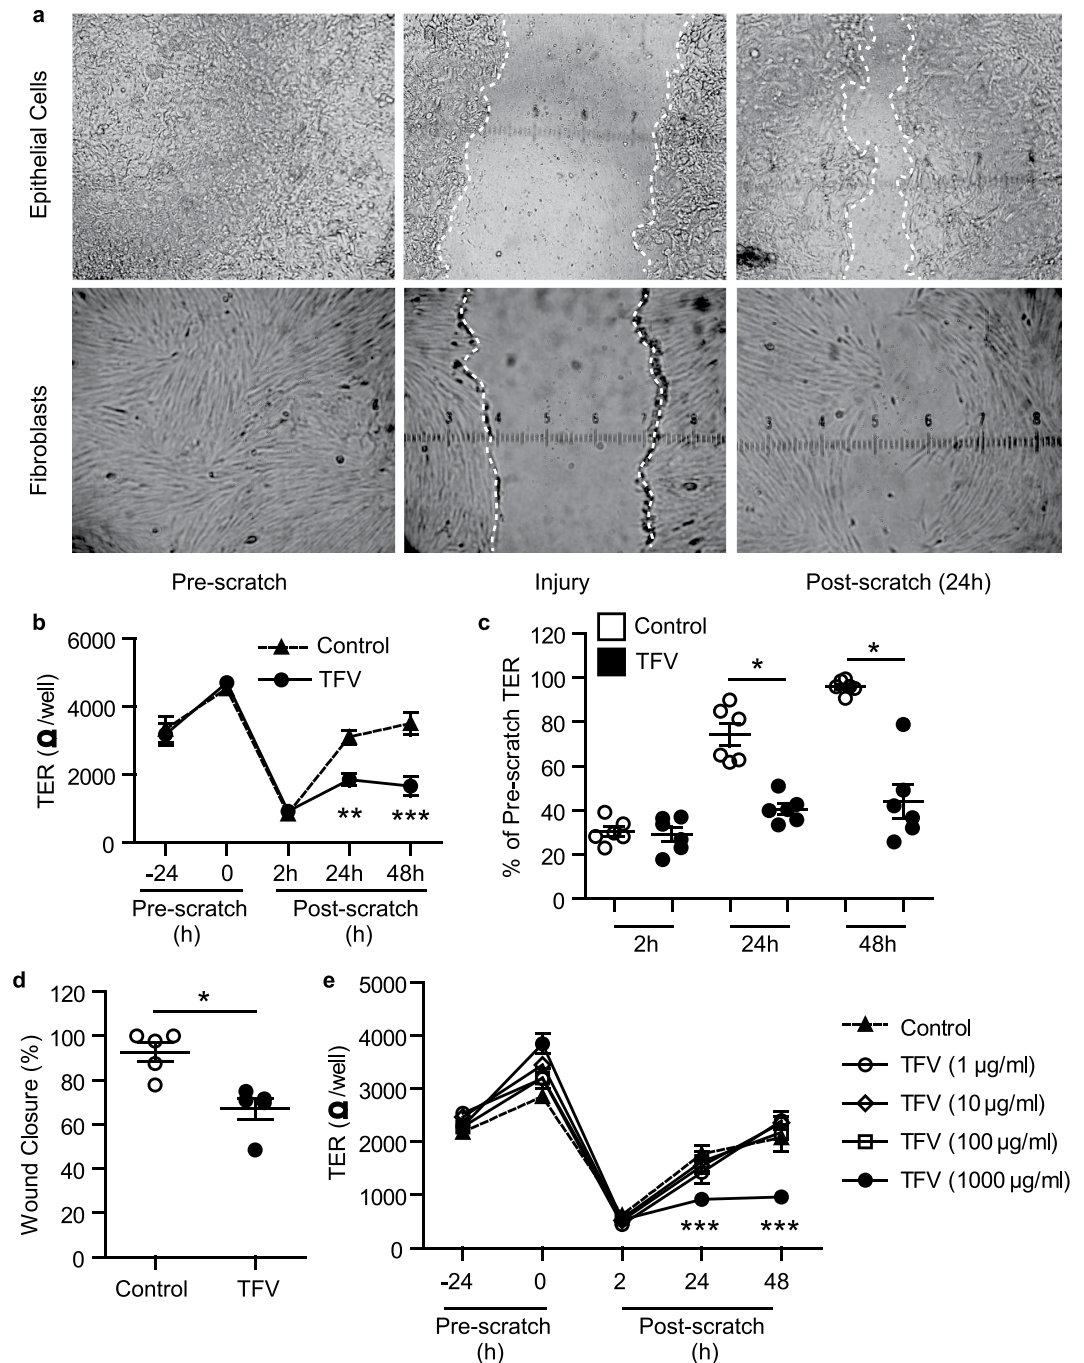 a
Epithelial Cells
Fibroblasts
3 4 5 6 7 8
3 4 5 6 7 8
Pre-scratch Injury Post-scratch (24h)
b
TER (Ω/well)
6000
4000
2000
0
Control
TFV
** ***
-24 0 2h 24h 48h
Pre-scratch (h)
Post-scratch (h)
c
% of Pre-scratch TER
120
100
80
60
40
20
0
Control
TFV
* *
2h 24h 48h
d
Wound Closure (%)
120
100
80
60
40
20
0
*
Control TFV
e
TER (Ω/well)
5000
4000
3000
2000
1000
0
*** ***
-24 0 2 24 48
Pre-scratch (h)
Post-scratch (h)
Control
TFV (1 µg/ml)
TFV (10 µg/ml)
TFV (100 µg/ml)
TFV (1000 µg/ml)